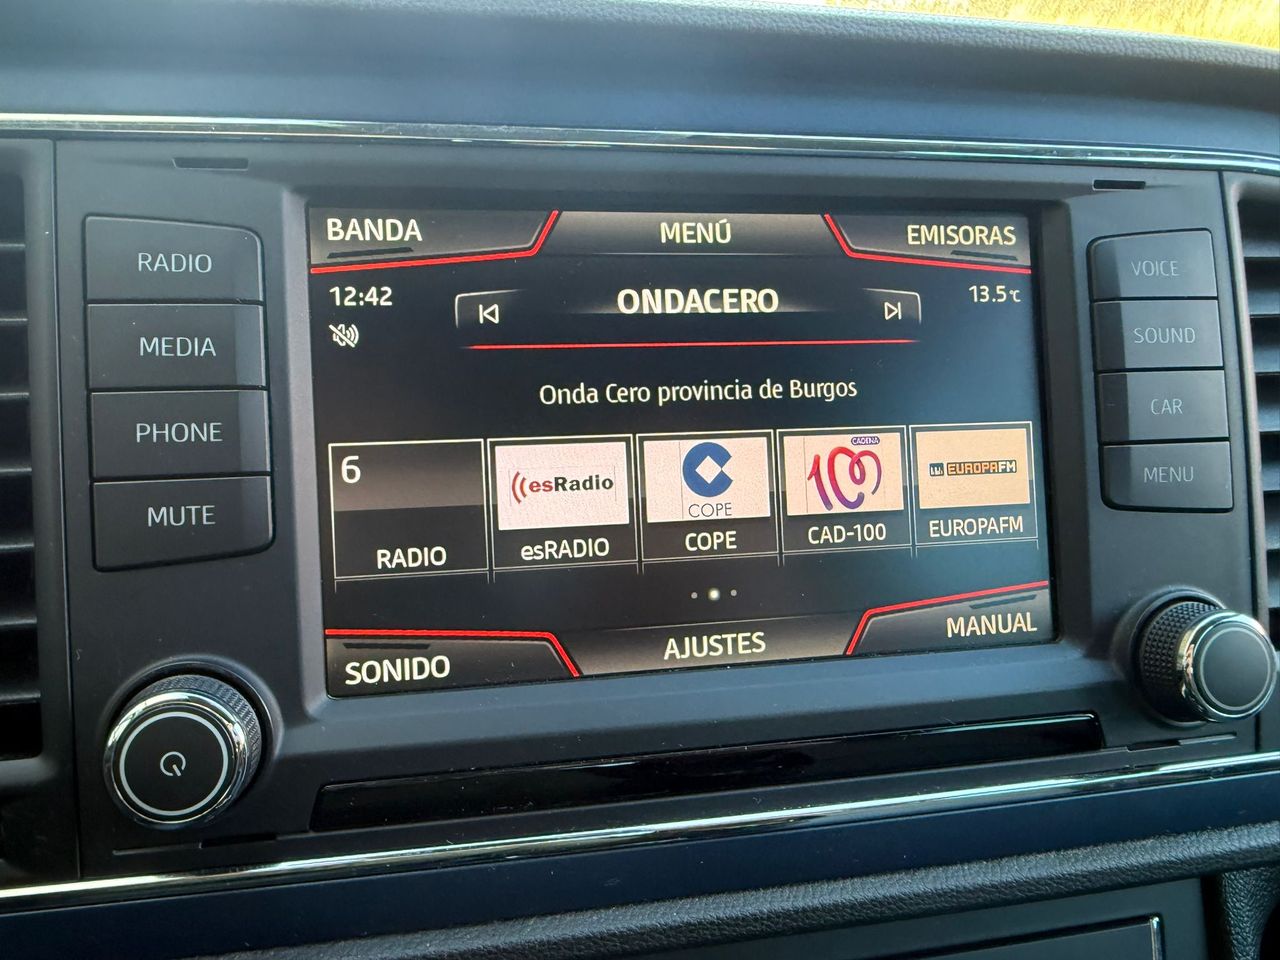 BANDA
MENÚ
EMISORAS
12:42
ONDACERO
13.5°C
Onda Cero provincia de Burgos
6
RADIO
esRadio
esRADIO
COPE
COPE
CADENA
100
CAD-100
EUROPAFM
EUROPAFM
SONIDO
AJUSTES
MANUAL
RADIO
MEDIA
PHONE
MUTE
VOICE
SOUND
CAR
MENU